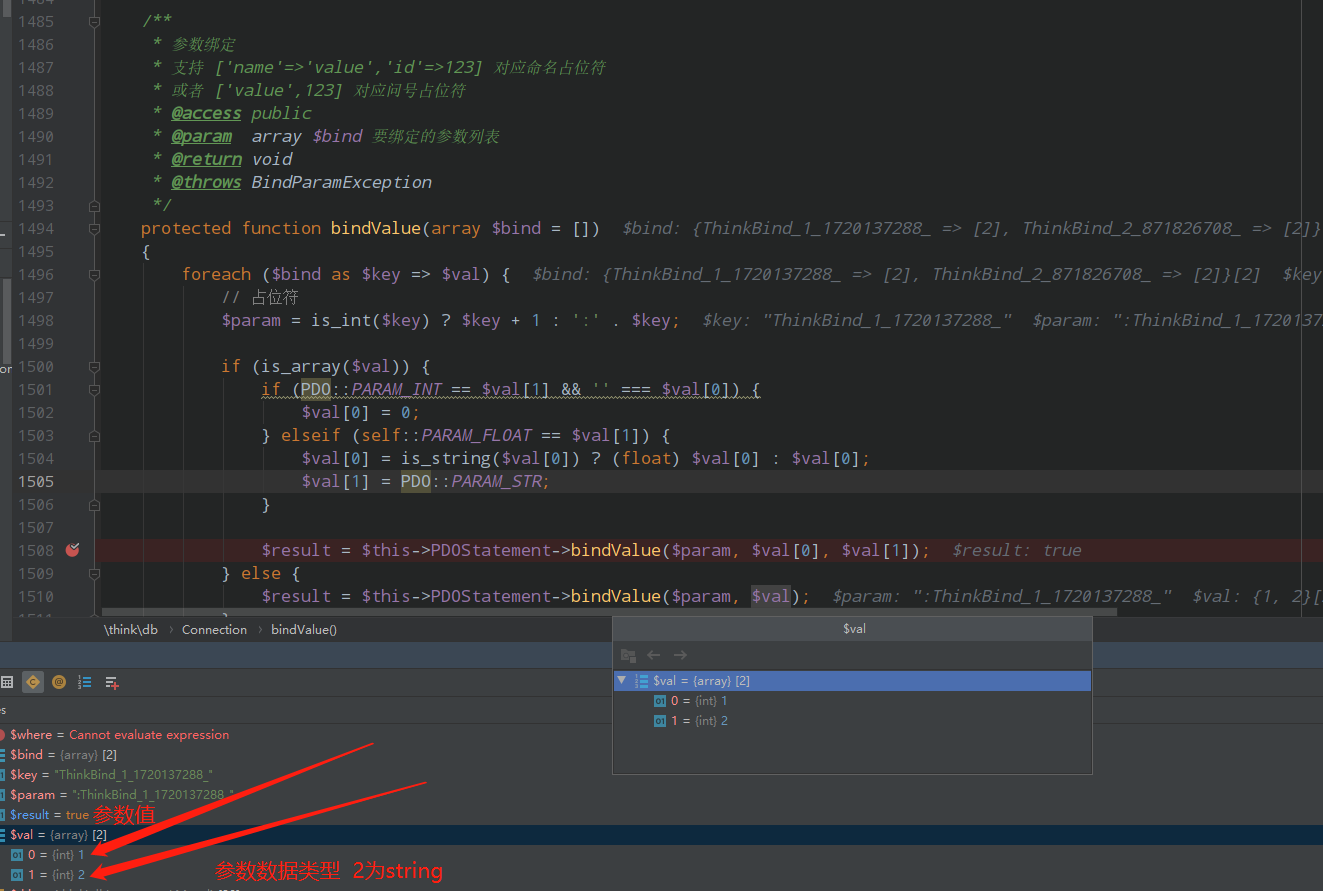 1485 /**
1486 * 参数绑定
1487 * 支持 ['name'=>'value','id'=>123] 对应命名占位符
1488 * 或者 ['value',123] 对应问号占位符
1489 * @access public
1490 * @param array $bind 要绑定的参数列表
1491 * @return void
1492 * @throws BindParamException
1493 */
1494 protected function bindValue(array $bind = []) $bind: {ThinkBind_1_1720137288_ => [2], ThinkBind_2_871826708_ => [2]}
1495 {
1496 foreach ($bind as $key => $val) { $bind: {ThinkBind_1_1720137288_ => [2], ThinkBind_2_871826708_ => [2]}[2] $key
1497 // 占位符
1498 $param = is_int($key) ? $key + 1 : ':' . $key; $key: "ThinkBind_1_1720137288_" $param: ":ThinkBind_1_172013
1499
1500 if (is_array($val)) {
1501 if (PDO::PARAM_INT == $val[1] && '' === $val[0]) {
1502 $val[0] = 0;
1503 } elseif (self::PARAM_FLOAT == $val[1]) {
1504 $val[0] = is_string($val[0]) ? (float) $val[0] : $val[0];
1505 $val[1] = PDO::PARAM_STR;
1506 }
1507
1508 $result = $this->PDOStatement->bindValue($param, $val[0], $val[1]); $result: true
1509 } else {
1510 $result = $this->PDOStatement->bindValue($param, $val); $param: ":ThinkBind_1_1720137288_" $val: {1, 2}[
\think\db › Connection › bindValue()
$val
$val = {array} [2]
0 = {int} 1
1 = {int} 2
$where = Cannot evaluate expression
$bind = {array} [2]
$key = "ThinkBind_1_1720137288_"
$param = ":ThinkBind_1_1720137288_"
$result = true 参数值
$val = {array} [2]
0 = {int} 1
1 = {int} 2 参数数据类型 2为string